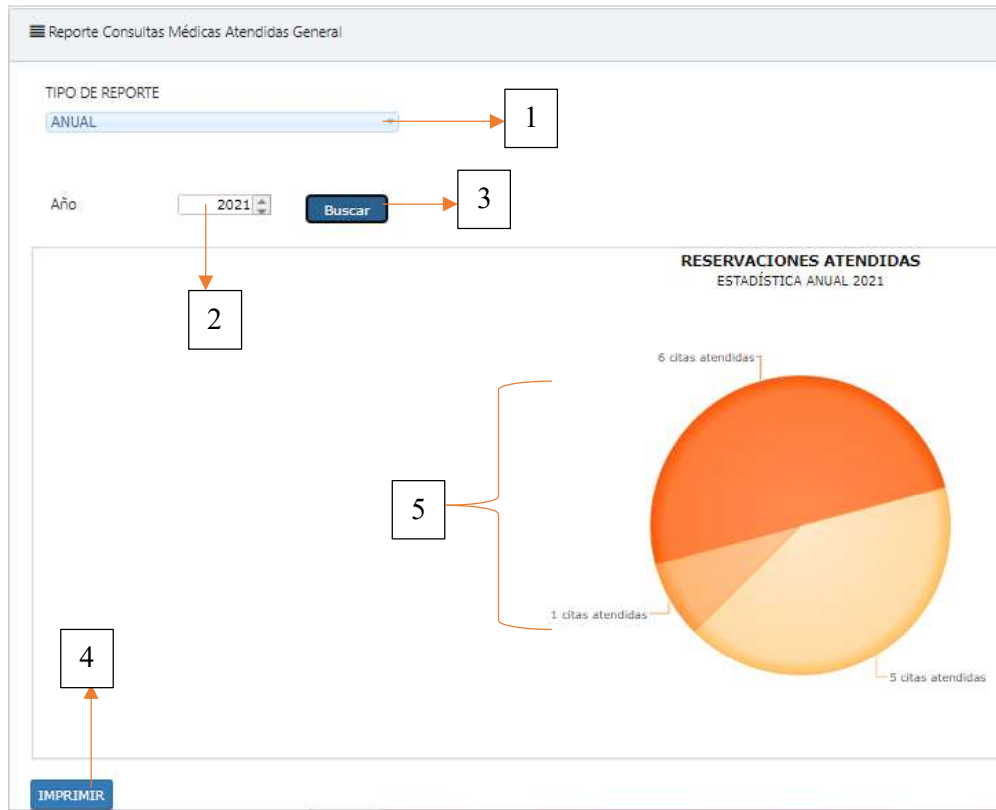 Reporte Consultas Médicas Atendidas General
TIPO DE REPORTE
ANUAL
1
Año
2021
Buscar
3
2
RESERVACIONES ATENDIDAS
ESTADÍSTICA ANUAL 2021
6 citas atendidas
5
1 citas atendidas
5 citas atendidas
4
IMPRIMIR